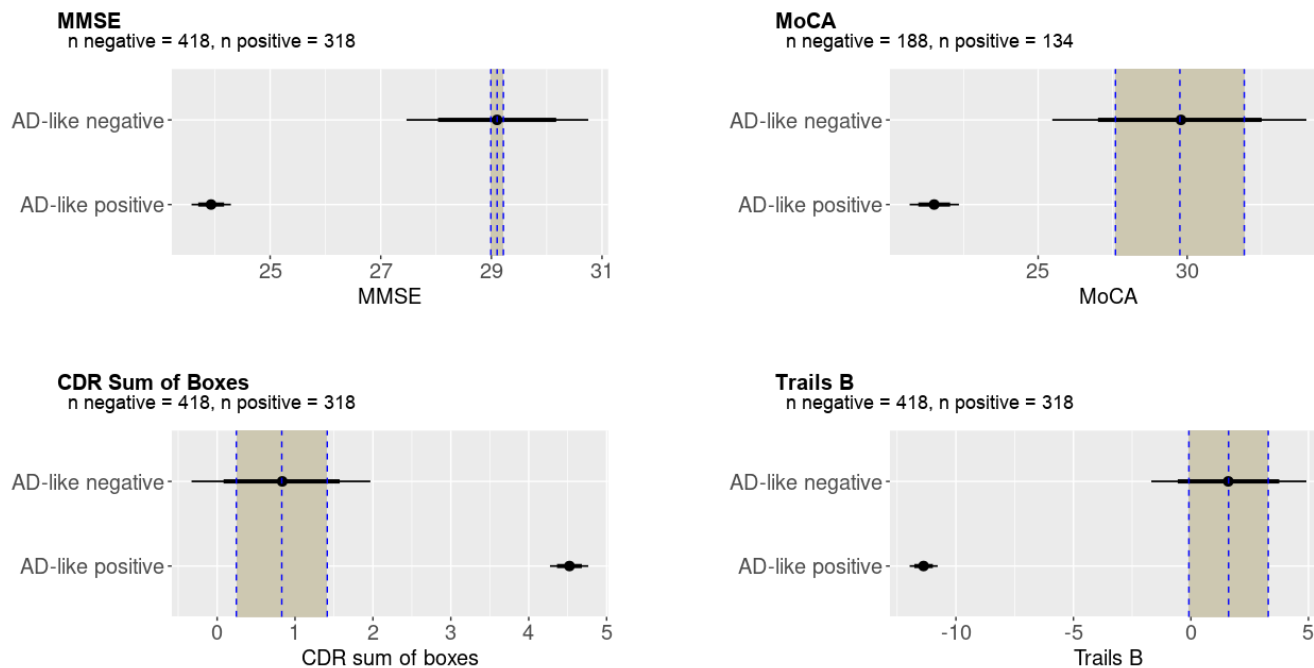 MMSE
n negative = 418, n positive = 318
AD-like negative
AD-like positive
25 27 29 31
MMSE
MoCA
n negative = 188, n positive = 134
AD-like negative
AD-like positive
25 30
MoCA
CDR Sum of Boxes
n negative = 418, n positive = 318
AD-like negative
AD-like positive
0 1 2 3 4 5
CDR sum of boxes
Trails B
n negative = 418, n positive = 318
AD-like negative
AD-like positive
-10 -5 0 5
Trails B